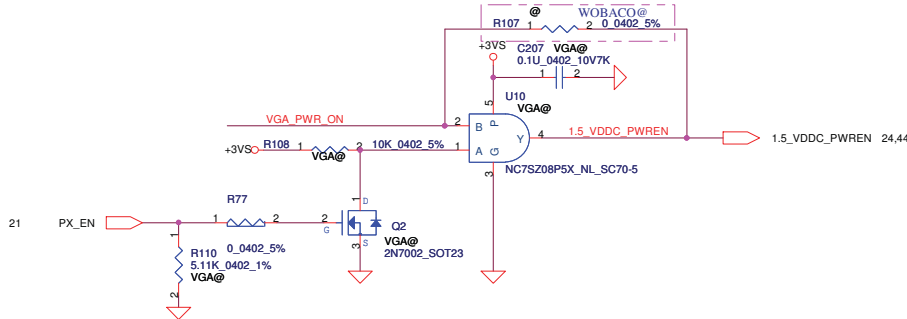 @ WOBACO@
R107 1 2 0_0402_5%
+3VS C207 VGA@
0.1U_0402_10V7K
1 2
U10
VGA@
5
VGA_PWR_ON 2 B P
Y 4 1.5_VDDC_PWREN 1.5_VDDC_PWREN 24,44
+3VS R108 1 2 10K_0402_5% 1 A G
VGA@
3 NC7SZ08P5X_NL_SC70-5
R77
1 D
21 PX_EN 1 2 2 G Q2
VGA@
1 0_0402_5% 3 S 2N7002_SOT23
R110
5.11K_0402_1%
VGA@
2